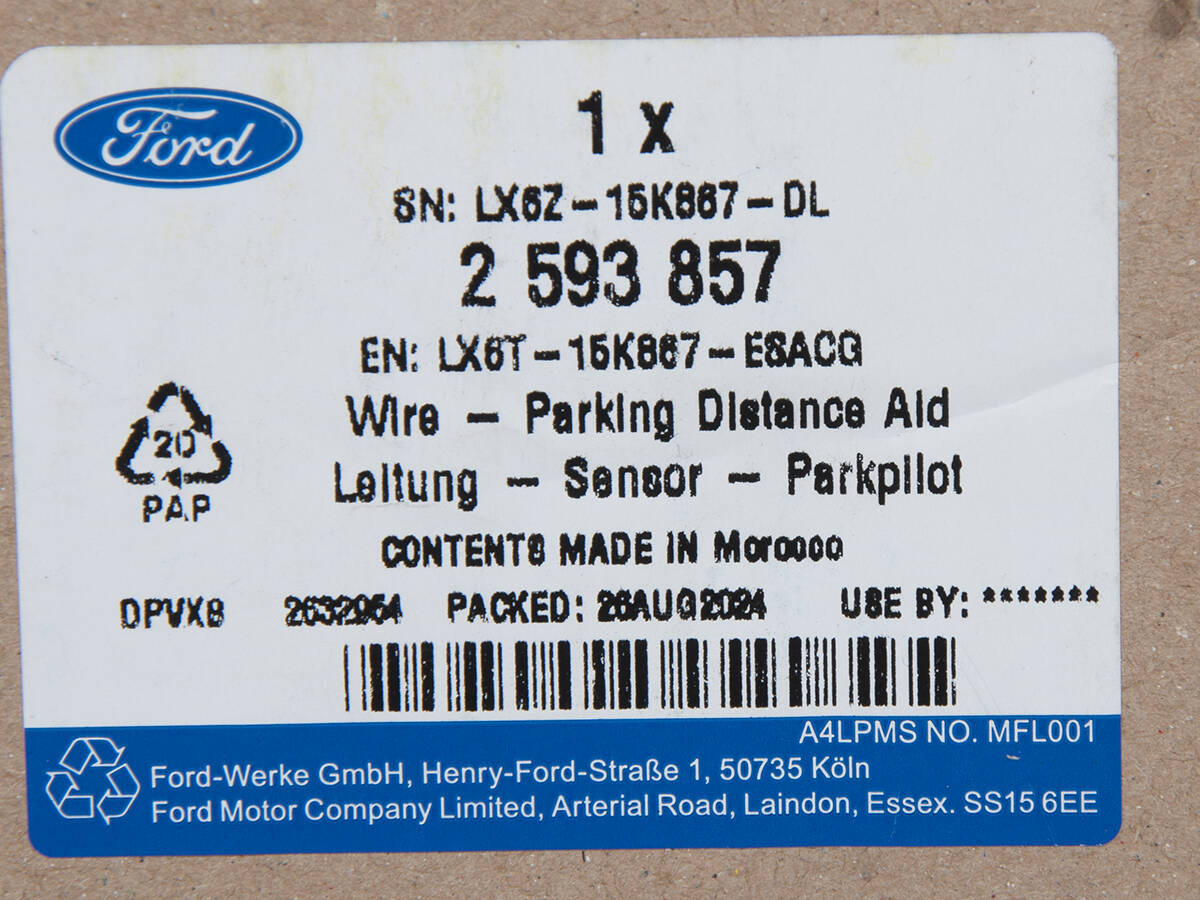 Ford
1 x
SN: LX6Z-15K867-DL
2 593 857
EN: LX6T-15K867-ESACG
Wire - Parking Distance Aid
Leitung - Sensor - Parkpilot
20
PAP
CONTENTS MADE IN Morocco
DPVXB 2632954 PACKED: 26AUG2024 USE BY: *******
A4LPMS NO. MFL001
Ford-Werke GmbH, Henry-Ford-Straße 1, 50735 Köln
Ford Motor Company Limited, Arterial Road, Laindon, Essex. SS15 6EE